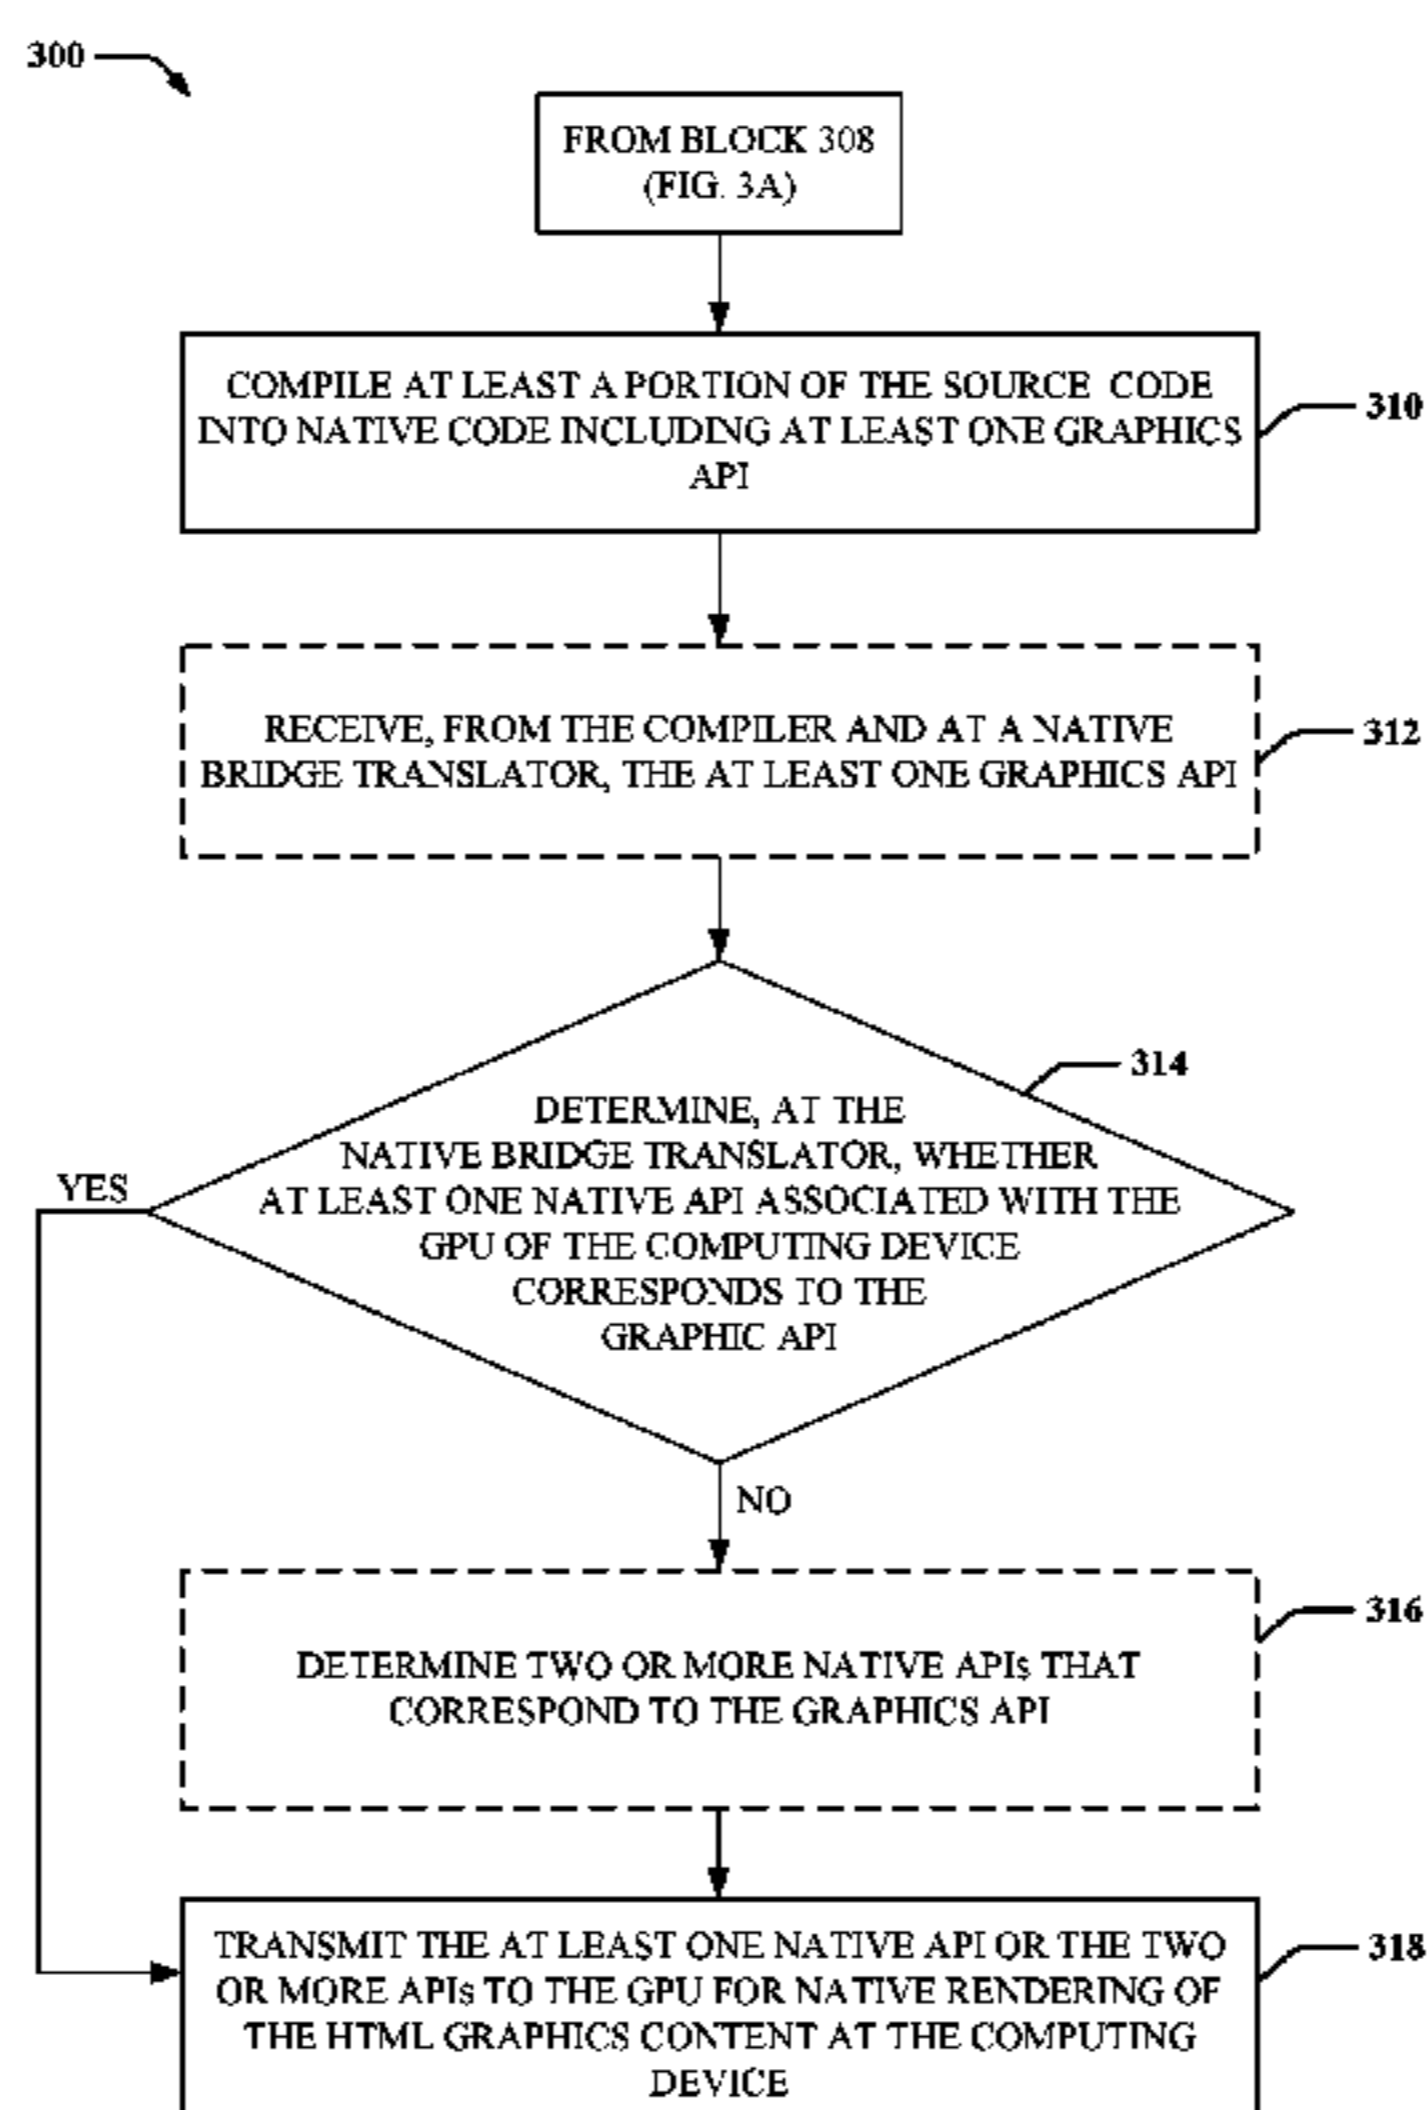 300
FROM BLOCK 308
(FIG. 3A)
COMPILE AT LEAST A PORTION OF THE SOURCE CODE
INTO NATIVE CODE INCLUDING AT LEAST ONE GRAPHICS
API
310
RECEIVE, FROM THE COMPILER AND AT A NATIVE
BRIDGE TRANSLATOR, THE AT LEAST ONE GRAPHICS API
312
314
DETERMINE, AT THE
NATIVE BRIDGE TRANSLATOR, WHETHER
AT LEAST ONE NATIVE API ASSOCIATED WITH THE
GPU OF THE COMPUTING DEVICE
CORRESPONDS TO THE
GRAPHIC API
YES
NO
DETERMINE TWO OR MORE NATIVE APIs THAT
CORRESPOND TO THE GRAPHICS API
316
TRANSMIT THE AT LEAST ONE NATIVE API OR THE TWO
OR MORE APIs TO THE GPU FOR NATIVE RENDERING OF
THE HTML GRAPHICS CONTENT AT THE COMPUTING
DEVICE
318